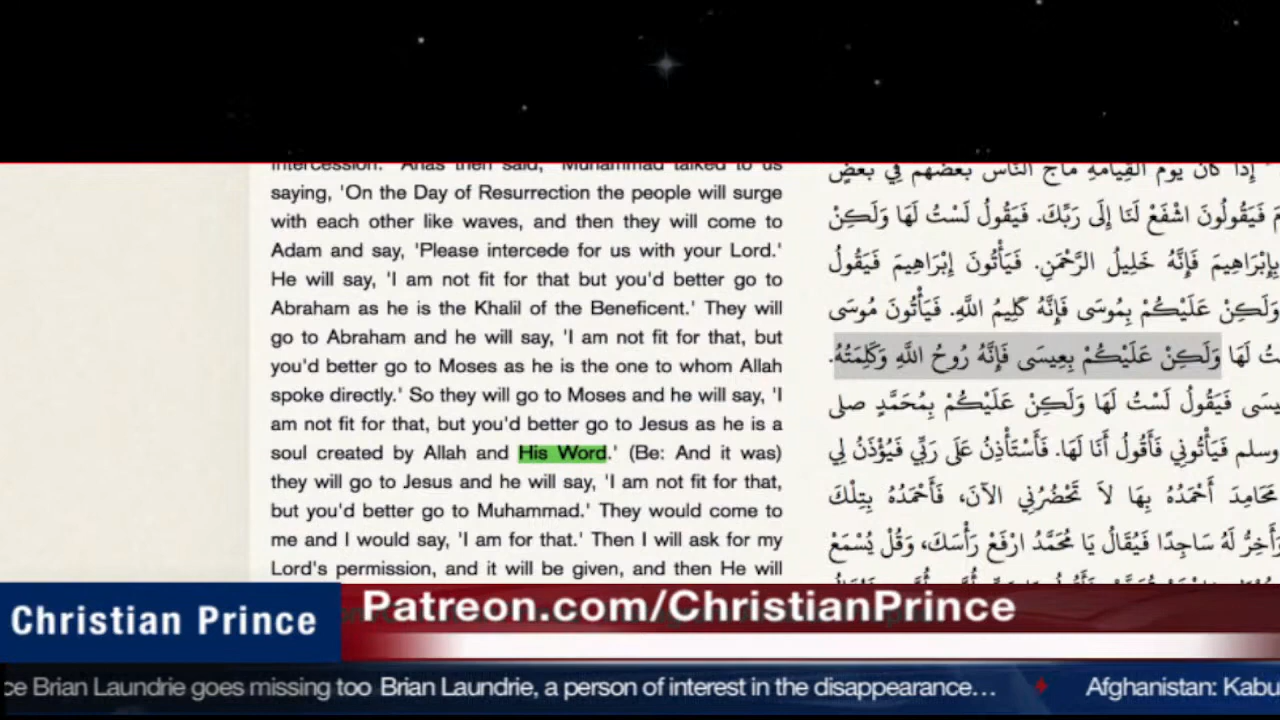 intercession.' Anas then said, 'Muhammad talked to us
saying, 'On the Day of Resurrection the people will surge
with each other like waves, and then they will come to
Adam and say, 'Please intercede for us with your Lord.'
He will say, 'I am not fit for that but you'd better go to
Abraham as he is the Khalil of the Beneficent.' They will
go to Abraham and he will say, 'I am not fit for that, but
you'd better go to Moses as he is the one to whom Allah
spoke directly.' So they will go to Moses and he will say, 'I
am not fit for that, but you'd better go to Jesus as he is a
soul created by Allah and His Word.' (Be: And it was)
they will go to Jesus and he will say, 'I am not fit for that,
but you'd better go to Muhammad.' They would come to
me and I would say, 'I am for that.' Then I will ask for my
Lord's permission, and it will be given, and then He will
إِذَا كَانَ يَوْمُ الْقِيَامَةِ مَاجَ النَّاسُ بَعْضُهُمْ فِي بَعْضٍ
فَيَقُولُونَ اشْفَعْ لَنَا إِلَى رَبِّكَ. فَيَقُولُ لَسْتُ لَهَا وَلَكِنْ
بِإِبْرَاهِيمَ فَإِنَّهُ خَلِيلُ الرَّحْمَنِ. فَيَأْتُونَ إِبْرَاهِيمَ فَيَقُولُ
وَلَكِنْ عَلَيْكُمْ بِمُوسَى فَإِنَّهُ كَلِيمُ اللَّهِ. فَيَأْتُونَ مُوسَى
لَهَا وَلَكِنْ عَلَيْكُمْ بِعِيسَى فَإِنَّهُ رُوحُ اللَّهِ وَكَلِمَتُهُ.
فَيَقُولُ لَسْتُ لَهَا وَلَكِنْ عَلَيْكُمْ بِمُحَمَّدٍ صلى
وسلم فَيَأْتُونِي فَأَقُولُ أَنَا لَهَا. فَأَسْتَأْذِنُ عَلَى رَبِّي فَيُؤْذَنُ لِي
مَحَامِدَ أَحْمَدُهُ بِهَا لاَ تَحْضُرُنِي الآنَ، فَأَحْمَدُهُ بِتِلْكَ
وَأَخِرُّ لَهُ سَاجِدًا فَيُقَالُ يَا مُحَمَّدُ ارْفَعْ رَأْسَكَ، وَقُلْ يُسْمَعْ
Christian Prince
Patreon.com/ChristianPrince
ce Brian Laundrie goes missing too Brian Laundrie, a person of interest in the disappearance... Afghanistan: Kabu